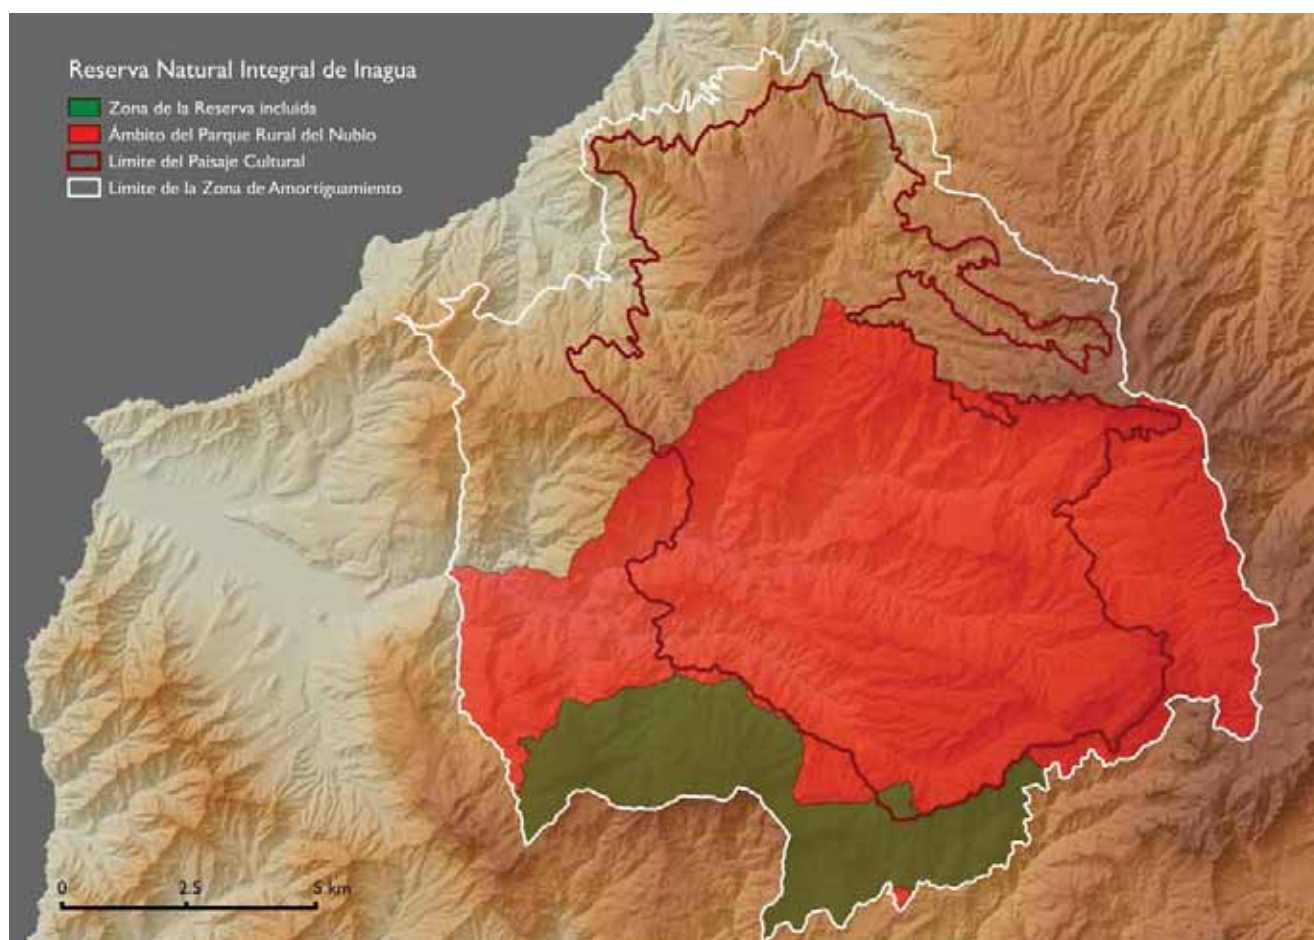 Reserva Natural Integral de Inagua
Zona de la Reserva incluida
Ámbito del Parque Rural del Nublo
Límite del Paisaje Cultural
Límite de la Zona de Amortiguamiento
0 2.5 5 km